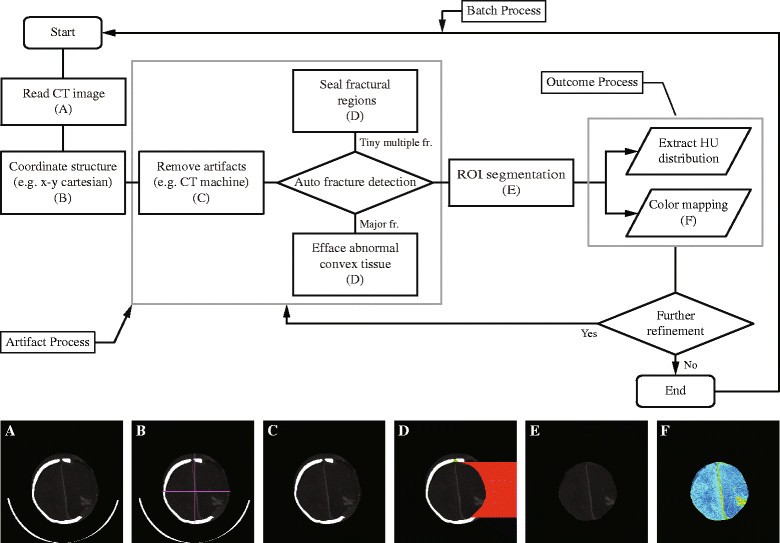 Batch Process
Start
Read CT image
(A)
Coordinate structure
(e.g. x-y cartesian)
(B)
Remove artifacts
(e.g. CT machine)
(C)
Seal fractural
regions
(D)
Tiny multiple fr.
Auto fracture detection
Major fr.
Efface abnormal
convex tissue
(D)
ROI segmentation
(E)
Outcome Process
Extract HU
distribution
Color mapping
(F)
Further
refinement
Yes
No
End
Artifact Process
A
B
C
D
E
F